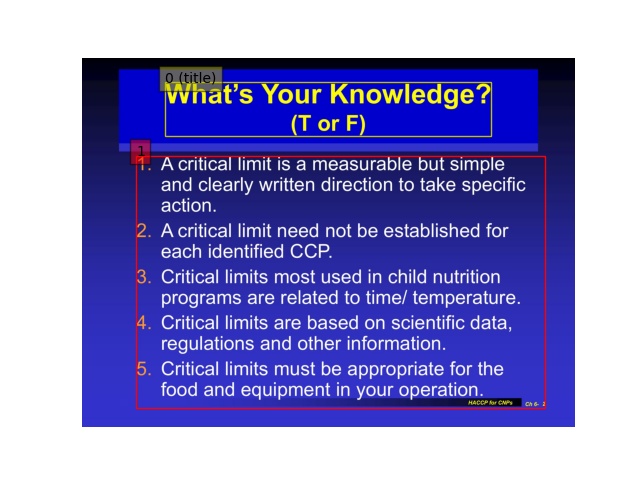 0 (title)
What's Your Knowledge?
(T or F)
1
1. A critical limit is a measurable but simple
and clearly written direction to take specific
action.
2. A critical limit need not be established for
each identified CCP.
3. Critical limits most used in child nutrition
programs are related to time/ temperature.
4. Critical limits are based on scientific data,
regulations and other information.
5. Critical limits must be appropriate for the
food and equipment in your operation.
HACCP for CNPs Ch 6-